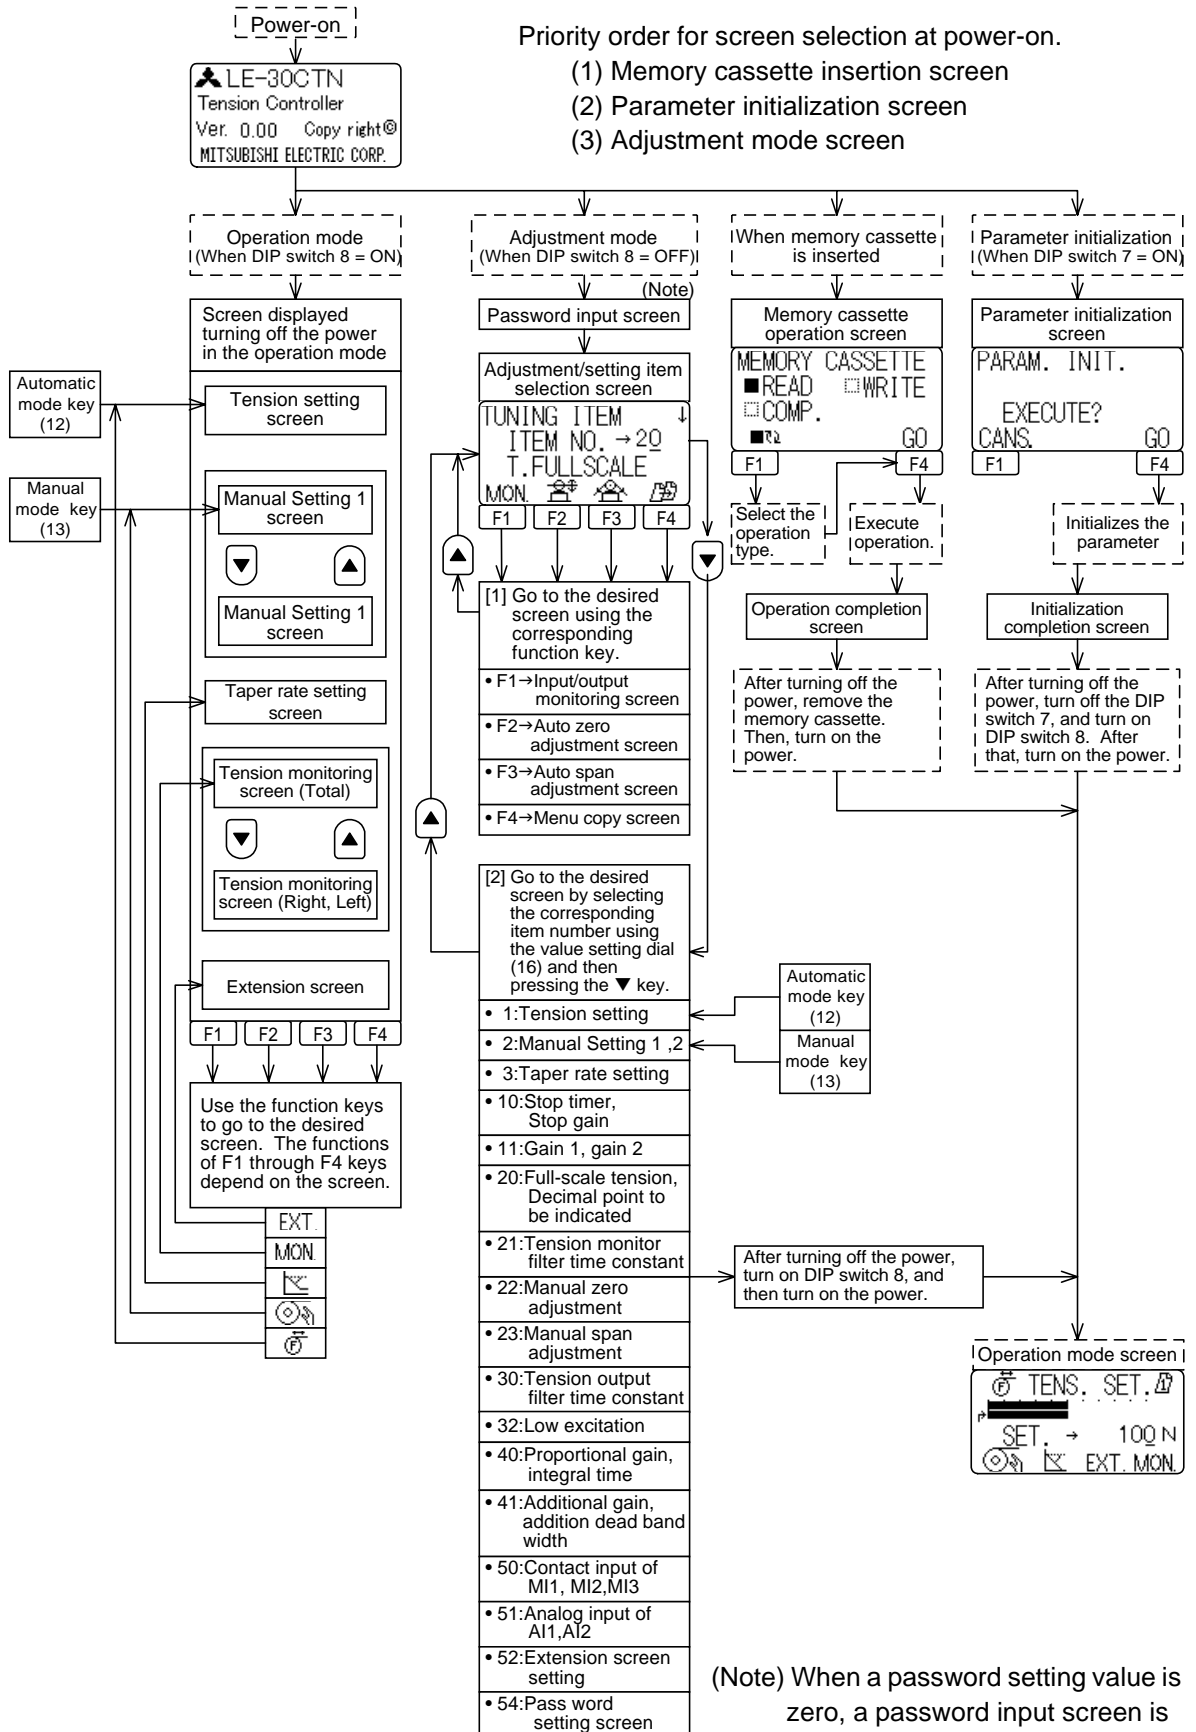 Power-on
LE-30CTN
Tension Controller
Ver. 0.00 Copy right©
MITSUBISHI ELECTRIC CORP.
Priority order for screen selection at power-on.
(1) Memory cassette insertion screen
(2) Parameter initialization screen
(3) Adjustment mode screen
Operation mode
(When DIP switch 8 = ON)
Screen displayed
turning off the power
in the operation mode
Automatic
mode key
(12)
Tension setting
screen
Manual
mode key
(13)
Manual Setting 1
screen
▼ ▲
Manual Setting 1
screen
Taper rate setting
screen
Tension monitoring
screen (Total)
▼ ▲
Tension monitoring
screen (Right, Left)
Extension screen
F1 F2 F3 F4
Use the function keys
to go to the desired
screen. The functions
of F1 through F4 keys
depend on the screen.
EXT.
MON.
F
Adjustment mode
(When DIP switch 8 = OFF)
(Note)
Password input screen
Adjustment/setting item
selection screen
TUNING ITEM ↓
ITEM NO. →20
T.FULLSCALE
MON.
F1 F2 F3 F4
▲
▼
[1] Go to the desired
screen using the
corresponding
function key.
• F1→Input/output
monitoring screen
• F2→Auto zero
adjustment screen
• F3→Auto span
adjustment screen
• F4→Menu copy screen
▲
[2] Go to the desired
screen by selecting
the corresponding
item number using
the value setting dial
(16) and then
pressing the ▼ key.
• 1:Tension setting
• 2:Manual Setting 1 ,2
• 3:Taper rate setting
• 10:Stop timer,
Stop gain
• 11:Gain 1, gain 2
• 20:Full-scale tension,
Decimal point to
be indicated
• 21:Tension monitor
filter time constant
• 22:Manual zero
adjustment
• 23:Manual span
adjustment
• 30:Tension output
filter time constant
• 32:Low excitation
• 40:Proportional gain,
integral time
• 41:Additional gain,
addition dead band
width
• 50:Contact input of
MI1, MI2,MI3
• 51:Analog input of
AI1,AI2
• 52:Extension screen
setting
• 54:Pass word
setting screen
Automatic
mode key
(12)
Manual
mode key
(13)
After turning off the power,
turn on DIP switch 8, and
then turn on the power.
When memory cassette
is inserted
Memory cassette
operation screen
MEMORY CASSETTE
■READ □WRITE
□COMP.
GO
F1 F4
Select the
operation
type.
Execute
operation.
Operation completion
screen
After turning off the
power, remove the
memory cassette.
Then, turn on the
power.
Parameter initialization
(When DIP switch 7 = ON)
Parameter initialization
screen
PARAM. INIT.
EXECUTE?
CANS. GO
F1 F4
Initializes the
parameter
Initialization
completion screen
After turning off the
power, turn off the DIP
switch 7, and turn on
DIP switch 8. After
that, turn on the power.
Operation mode screen
F TENS. SET. 1
SET. → 100 N
EXT. MON.
(Note) When a password setting value is
zero, a password input screen is